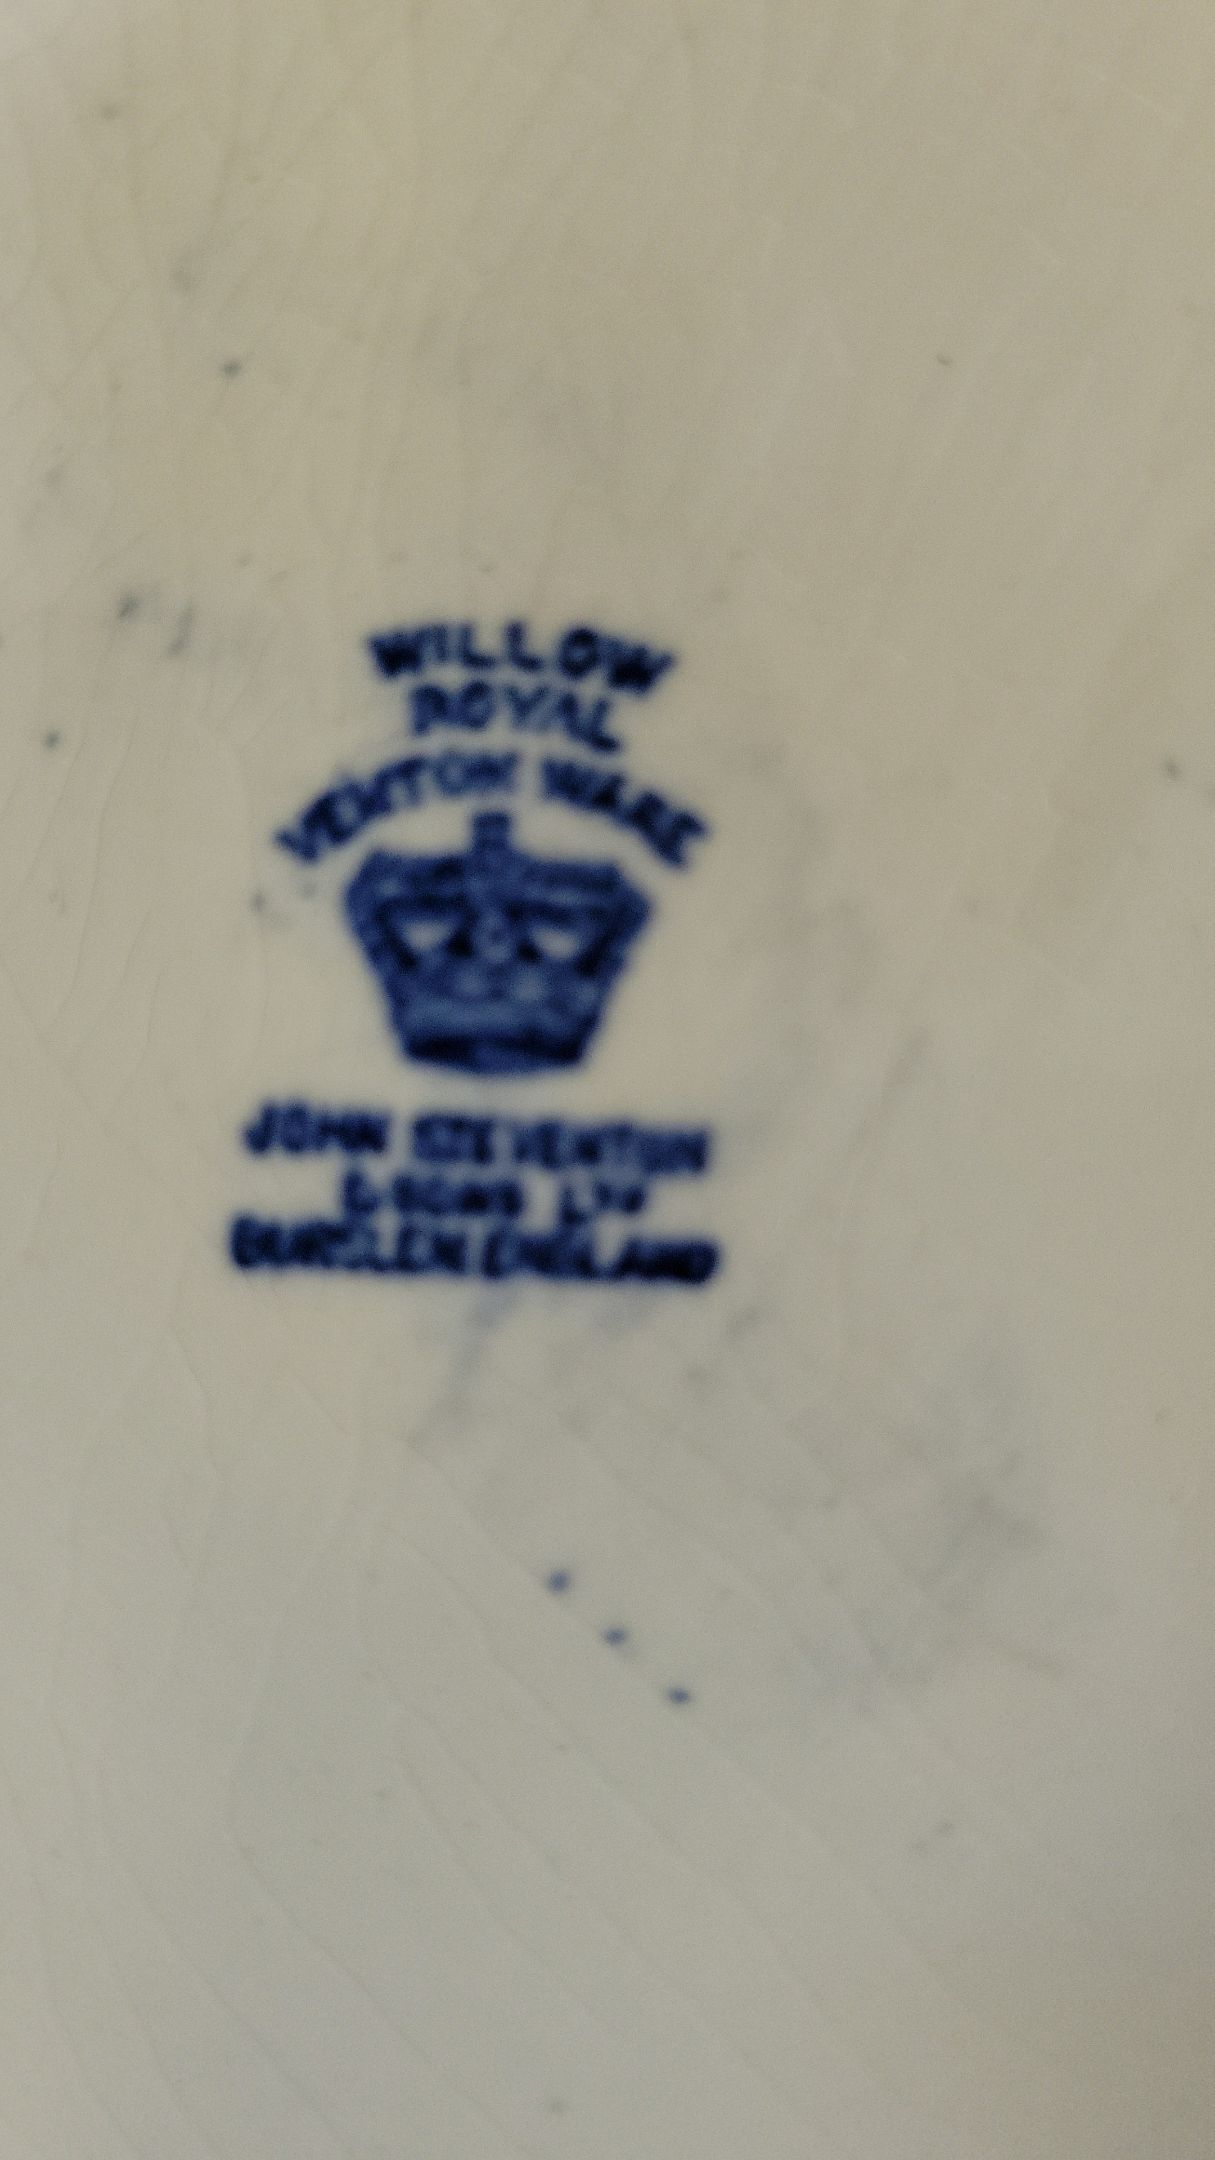 WILLOW
ROYAL
VENTON WARE
JOHN STEVENTON
& SONS LTD
BURSLEM ENGLAND